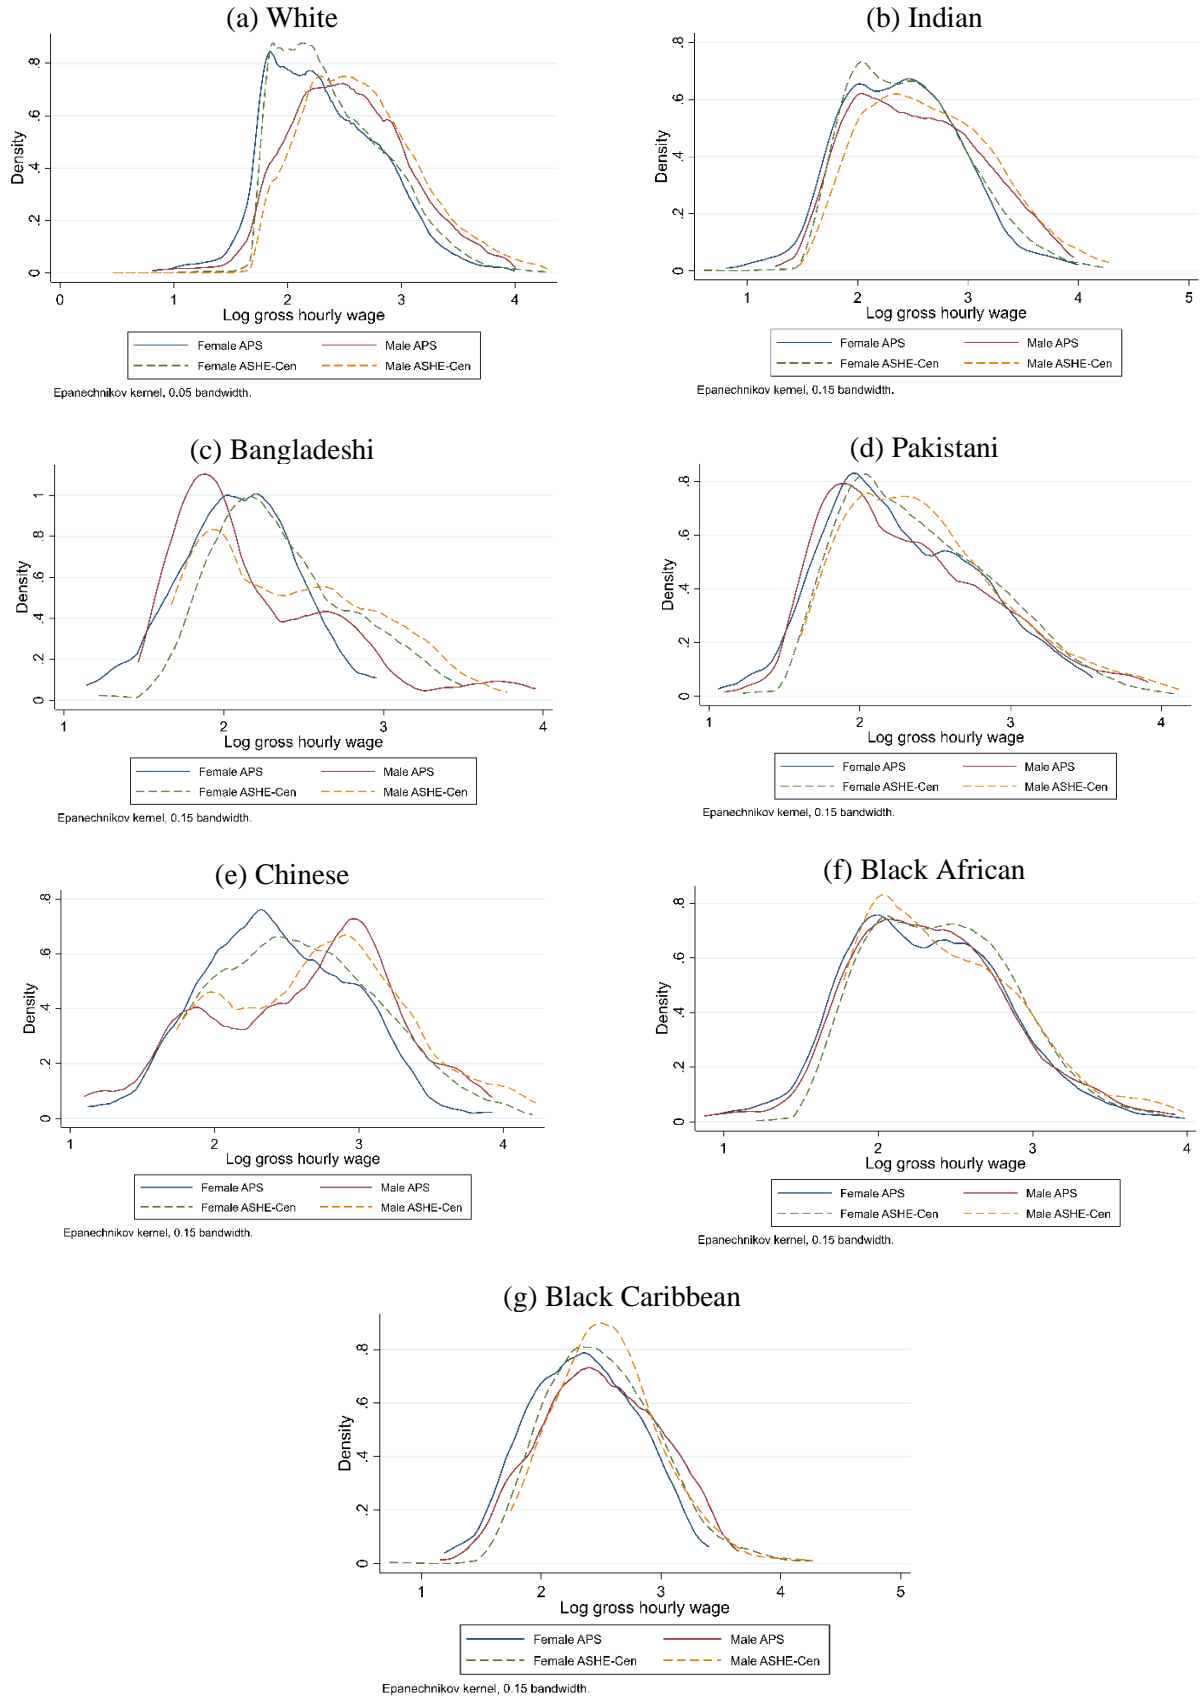 (a) White
Density
0 .2 .4 .6 .8
0 1 2 3 4
Log gross hourly wage
Female APS Male APS
Female ASHE-Cen Male ASHE-Cen
Epanechnikov kernel, 0.05 bandwidth.
(b) Indian
Density
0 .2 .4 .6 .8
1 2 3 4 5
Log gross hourly wage
Female APS Male APS
Female ASHE-Cen Male ASHE-Cen
Epanechnikov kernel, 0.15 bandwidth.
(c) Bangladeshi
Density
0 .2 .4 .6 .8 1
1 2 3 4
Log gross hourly wage
Female APS Male APS
Female ASHE-Cen Male ASHE-Cen
Epanechnikov kernel, 0.15 bandwidth.
(d) Pakistani
Density
0 .2 .4 .6 .8
1 2 3 4
Log gross hourly wage
Female APS Male APS
Female ASHE-Cen Male ASHE-Cen
Epanechnikov kernel, 0.15 bandwidth.
(e) Chinese
Density
0 .2 .4 .6 .8
1 2 3 4
Log gross hourly wage
Female APS Male APS
Female ASHE-Cen Male ASHE-Cen
Epanechnikov kernel, 0.15 bandwidth.
(f) Black African
Density
0 .2 .4 .6 .8
1 2 3 4
Log gross hourly wage
Female APS Male APS
Female ASHE-Cen Male ASHE-Cen
Epanechnikov kernel, 0.15 bandwidth.
(g) Black Caribbean
Density
0 .2 .4 .6 .8
1 2 3 4 5
Log gross hourly wage
Female APS Male APS
Female ASHE-Cen Male ASHE-Cen
Epanechnikov kernel, 0.15 bandwidth.